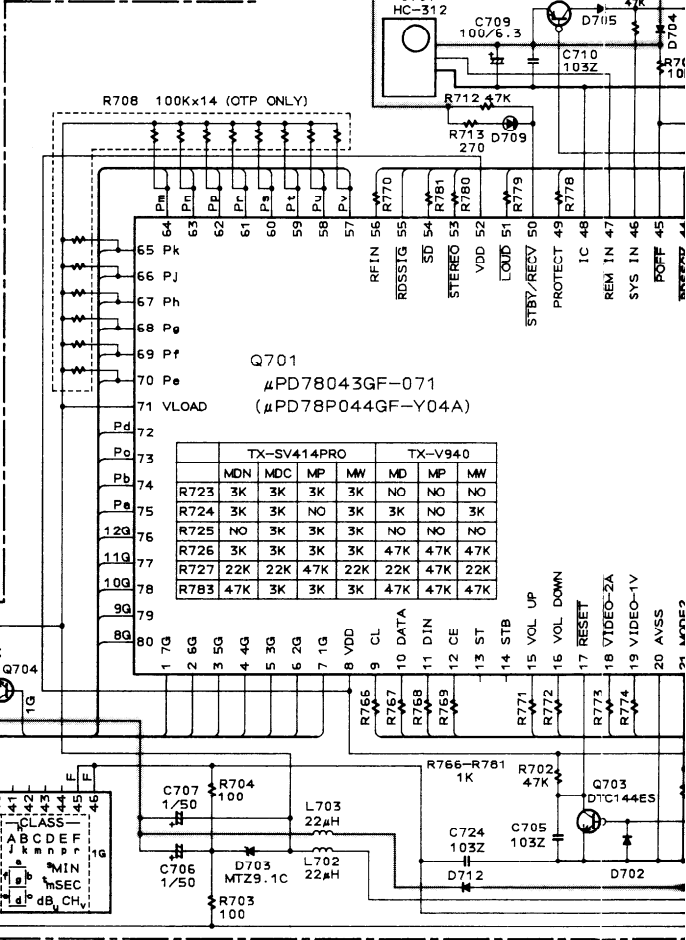 HC-312
C709
100/6.3
D705
47K
D704
C710
103Z
R708 100Kx14 (OTP ONLY)
R712 47K
R713
270
D709
Pm Pn Pp Pr Ps Pt Pu Pv
R770 R781 R780 R779 R778
64 63 62 61 60 59 58 57 56 55 54 53 52 51 50 49 48 47 46 45 44
RFIN RDSSIG SD STEREO VDD LOUD STBY/RECV PROTECT IC REM IN SYS IN POFF
65 Pk
66 Pj
67 Ph
68 Pg
69 Pf
70 Pe
71 VLOAD
Q701
μPD78043GF-071
(μPD78P044GF-Y04A)
Pd 72
Pc 73
Pb 74
Pa 75
12G 76
11G 77
10G 78
9G 79
8G 80
TX-SV414PRO TX-V940
MDN MDC MP MW MD MP MW
R723 3K 3K 3K 3K NO NO NO
R724 3K 3K NO 3K 3K NO 3K
R725 NO 3K 3K 3K NO NO NO
R726 3K 3K 3K 3K 47K 47K 47K
R727 22K 22K 47K 22K 22K 47K 22K
R783 47K 3K 3K 3K 47K 47K 47K
1 7G
2 6G
3 5G
4 4G
5 3G
6 2G
7 1G
8 VDD
9 CL
10 DATA
11 DIN
12 CE
13 ST
14 STB
15 VOL UP
16 VOL DOWN
17 RESET
18 VIDEO-2A
19 VIDEO-1V
20 AVSS
21 MODE2
Q704
1G
R766 R767 R768 R769 R771 R772 R773 R774
R766-R781
1K
R702
47K
Q703
DTC144ES
F F
41 42 43 44 45 46
C707
1/50
R704
100
L703
22μH
CLASS
A B C D E F
j k m n p r
1G
MIN
mSEC
dB CH
C706
1/50
D703
MTZ9.1C
L702
22μH
R703
100
C724
103Z
D712
C705
103Z
D702